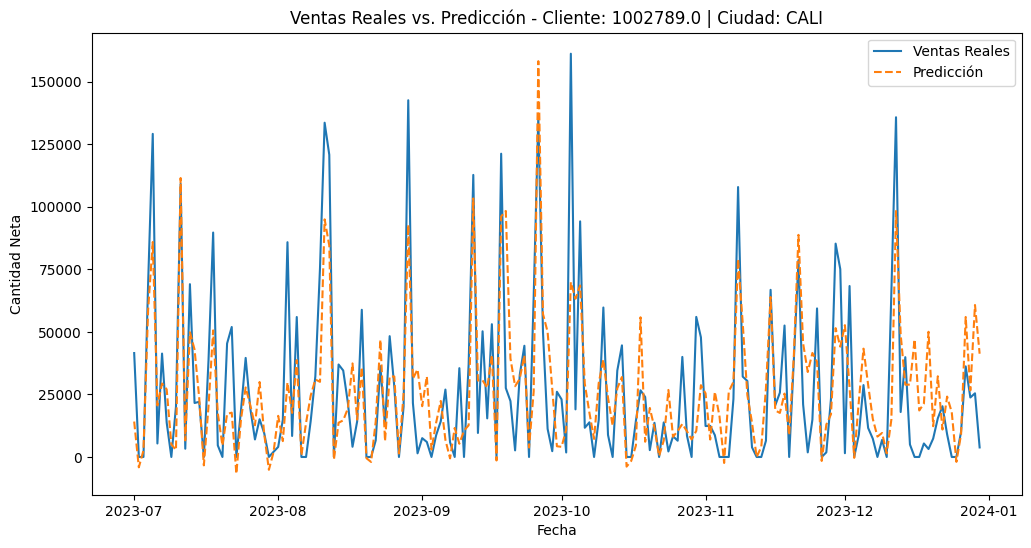 Ventas Reales vs. Predicción - Cliente: 1002789.0 | Ciudad: CALI
Ventas Reales
Predicción
Cantidad Neta
150000
125000
100000
75000
50000
25000
0
2023-07
2023-08
2023-09
2023-10
2023-11
2023-12
2024-01
Fecha